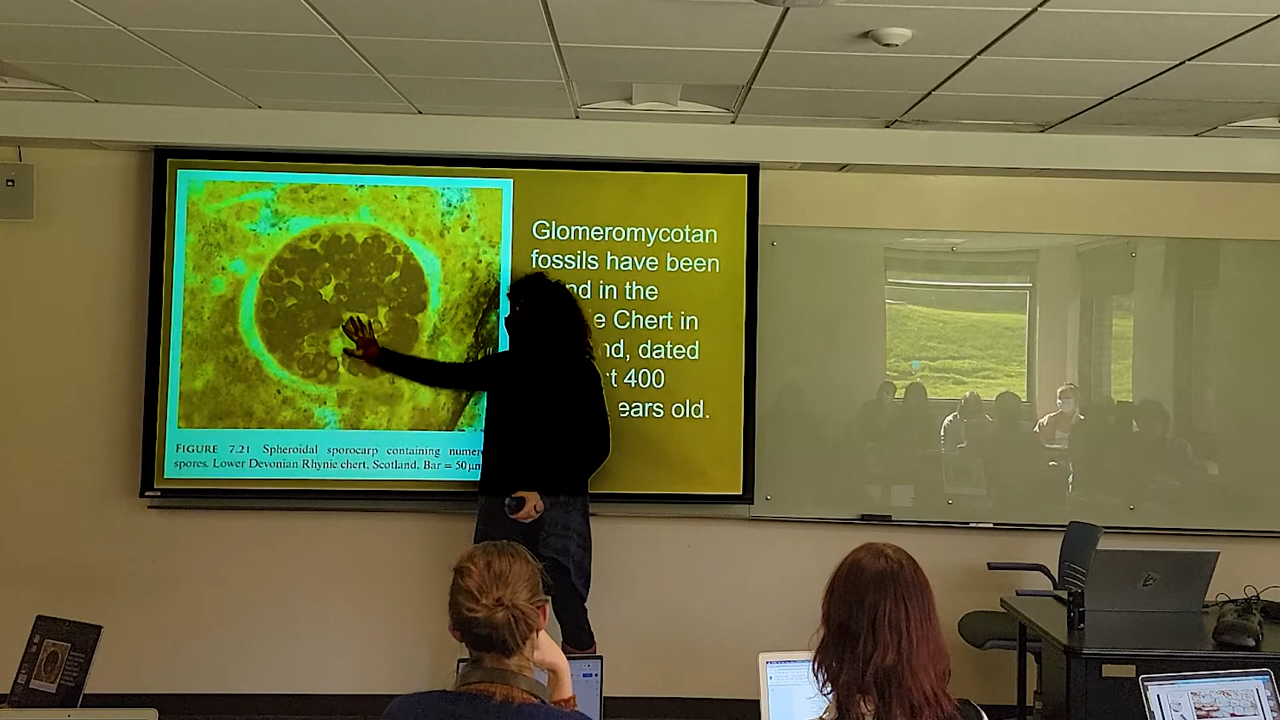 Glomeromycotan
fossils have been
nd in the
e Chert in
nd, dated
t 400
ears old.
FIGURE 7.21 Spheroidal sporocarp containing numer
spores. Lower Devonian Rhynie chert, Scotland. Bar = 50 μm